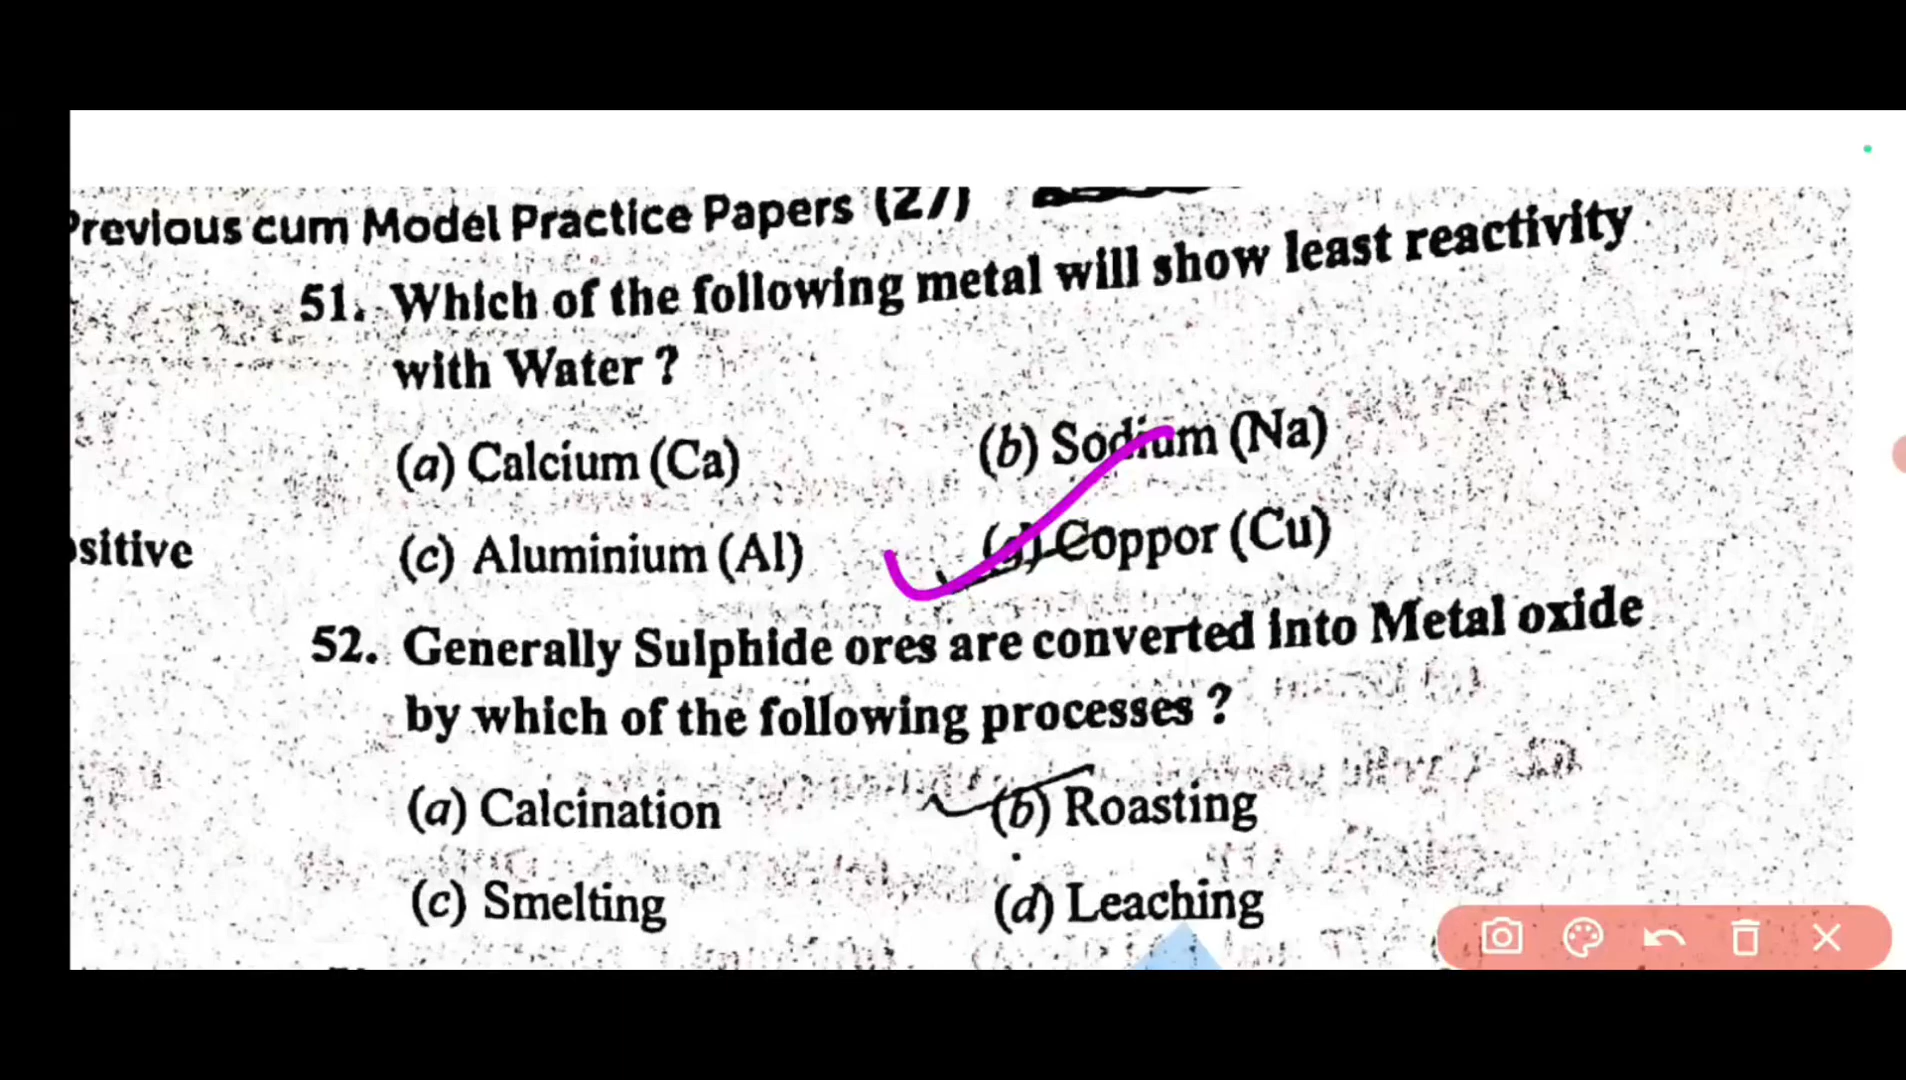 Previous cum Model Practice Papers (27)
51. Which of the following metal will show least reactivity
with Water ?
(a) Calcium (Ca) (b) Sodium (Na)
sitive
(c) Aluminium (Al) (d) Coppor (Cu)
52. Generally Sulphide ores are converted into Metal oxide
by which of the following processes ?
(a) Calcination (b) Roasting
(c) Smelting (d) Leaching